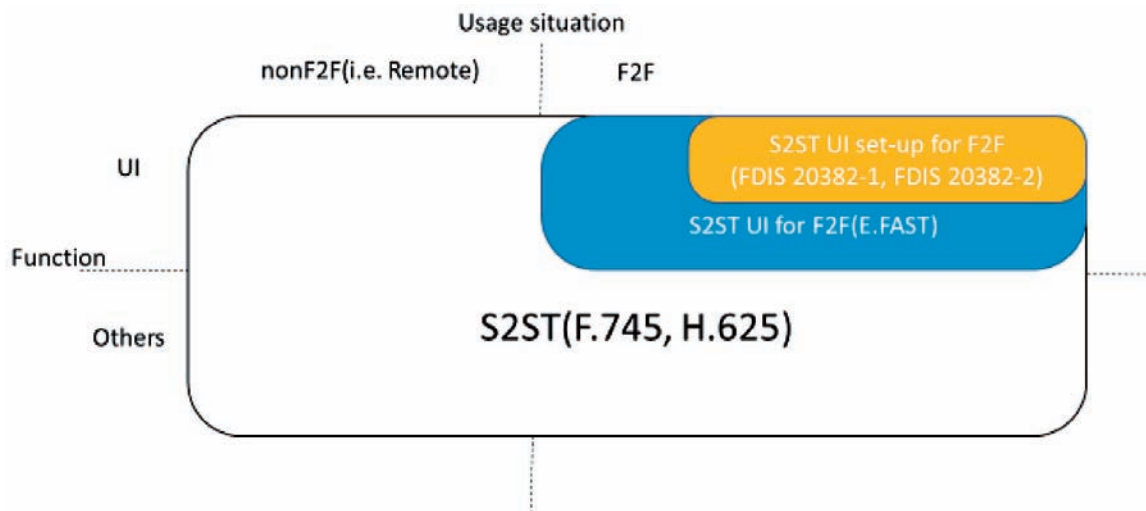 Usage situation
nonF2F(i.e. Remote)
F2F
UI
S2ST UI set-up for F2F
(FDIS 20382-1, FDIS 20382-2)
S2ST UI for F2F(E.FAST)
Function
Others
S2ST(F.745, H.625)